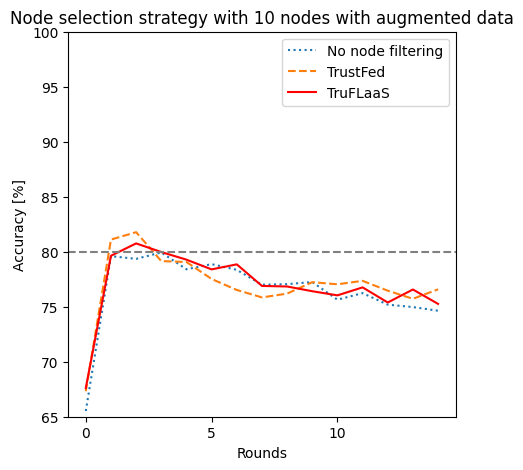 Node selection strategy with 10 nodes with augmented data
100
95
90
85
80
75
70
65
Accuracy [%]
No node filtering
TrustFed
TruFLaaS
0
5
10
Rounds